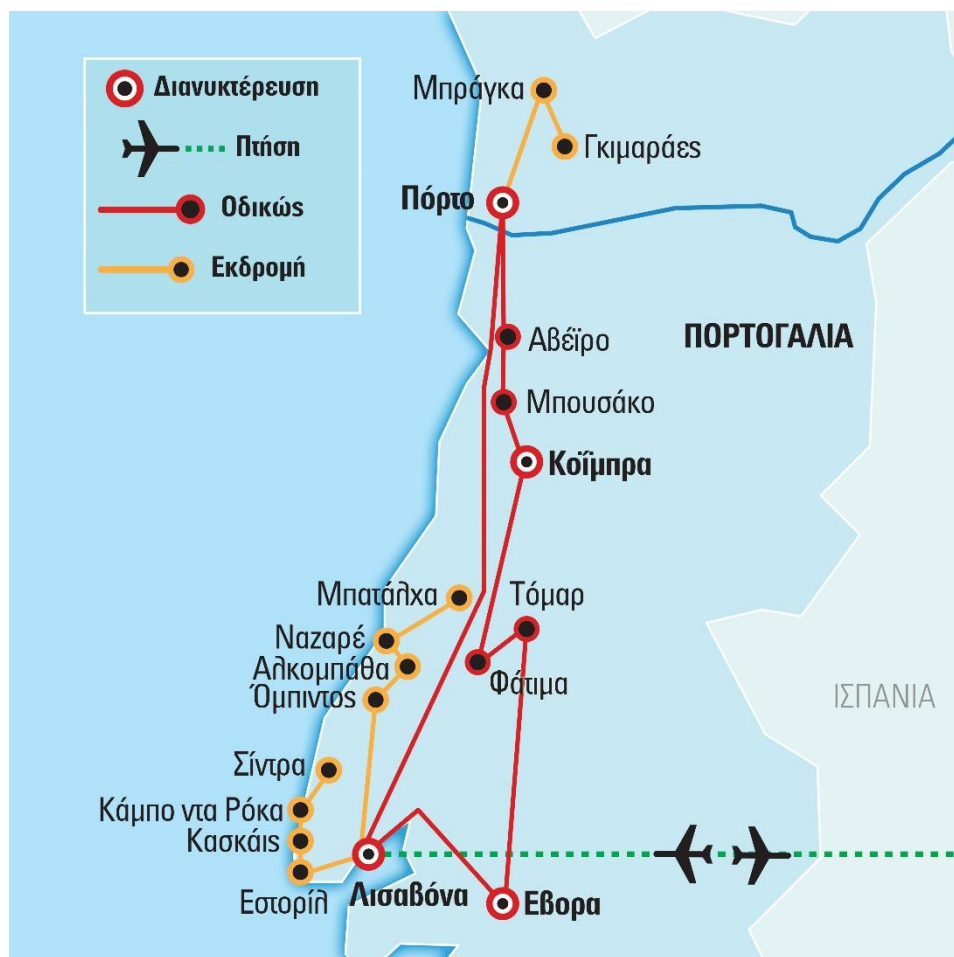 Διανυκτέρευση
Πτήση
Οδικώς
Εκδρομή
Μπράγκα
Γκιμαράες
Πόρτο
Αβέϊρο
ΠΟΡΤΟΓΑΛΙΑ
Μπουσάκο
Κοΐμπρα
Μπατάλχα
Τόμαρ
Ναζαρέ
Αλκομπάθα
Φάτιμα
Όμπιντος
ΙΣΠΑΝΙΑ
Σίντρα
Κάμπο ντα Ρόκα
Κασκάις
Εστορίλ
Λισαβόνα
Εβορα